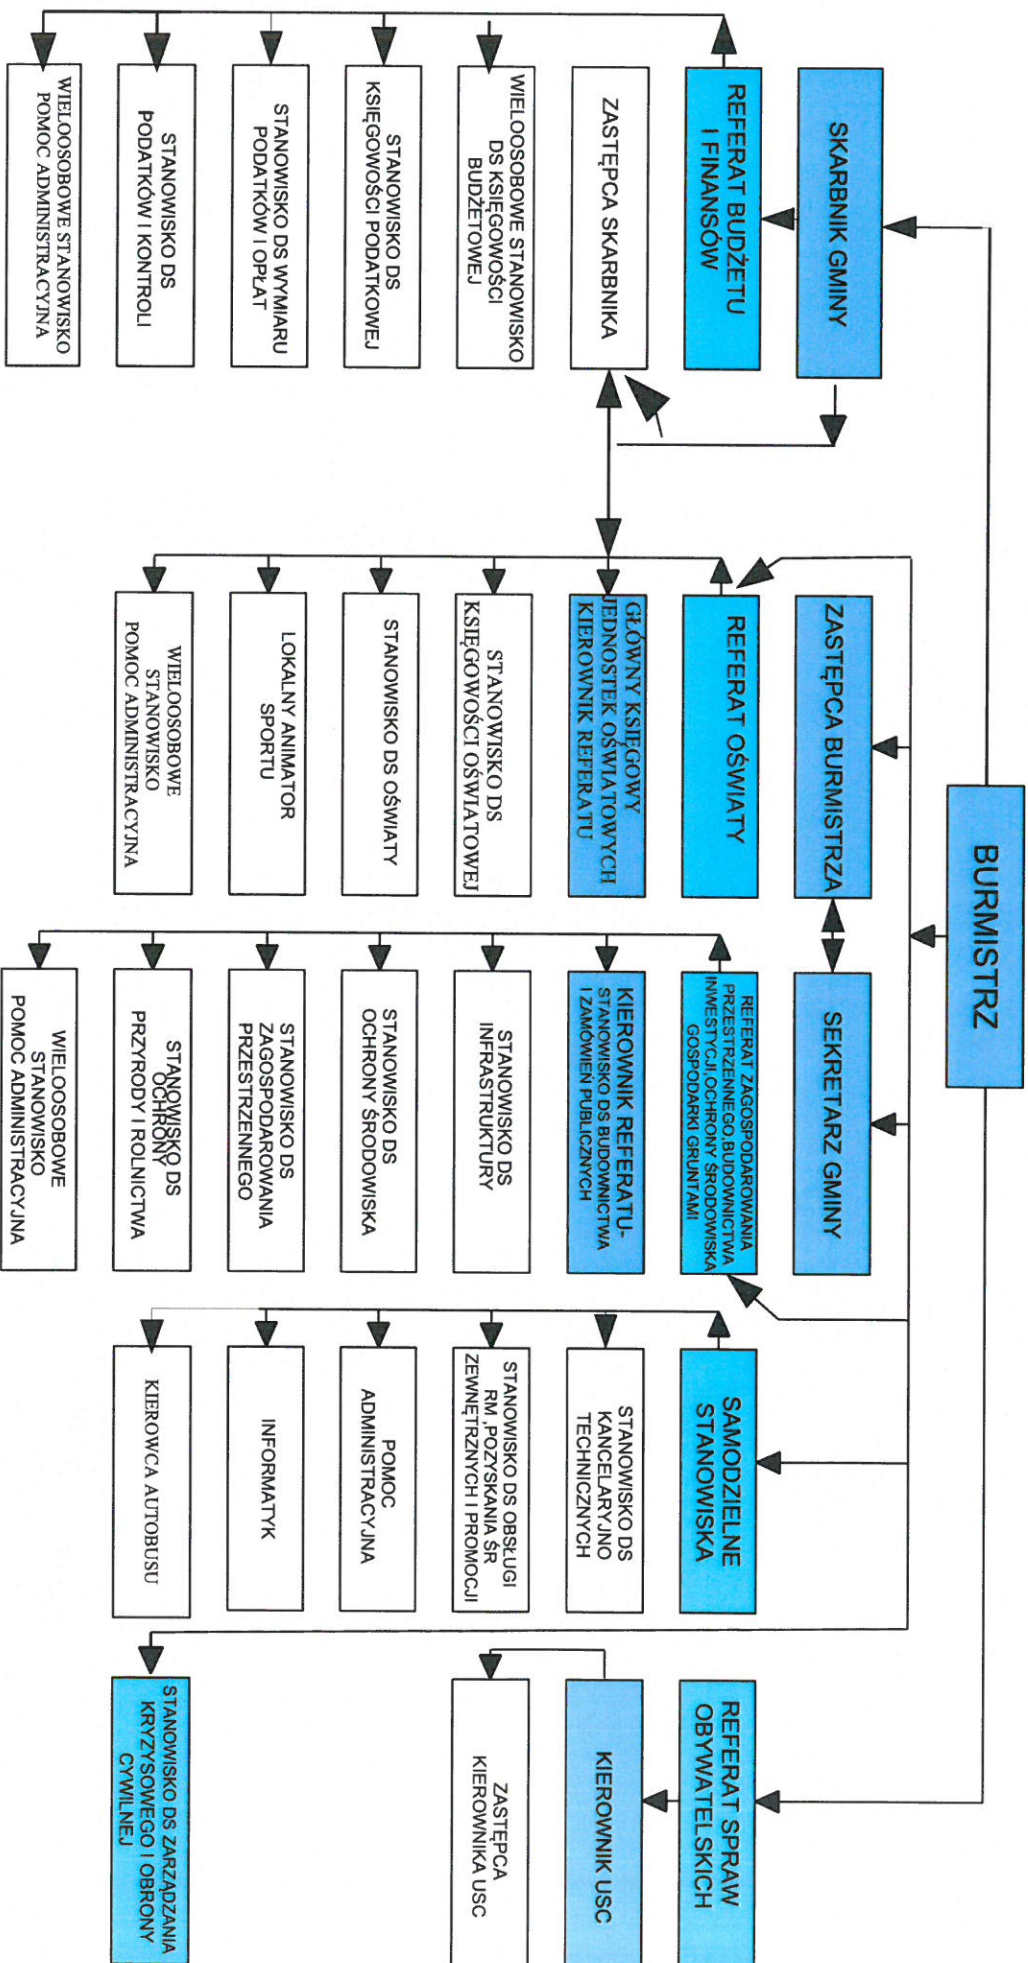 BURMISTRZ
SKARBNIK GMINY
ZASTĘPCA BURMISTRZA
SEKRETARZ GMINY
REFERAT BUDŻETU
I FINANSÓW
ZASTĘPCA SKARBNIKA
WIELOOSOBOWE STANOWISKO
DS KSIĘGOWOŚCI
BUDŻETOWEJ
STANOWISKO DS
KSIĘGOWOŚCI PODATKOWEJ
STANOWISKO DS WYMIARU
PODATKÓW I OPŁAT
STANOWISKO DS
PODATKÓW I KONTROLI
WIELOOSOBOWE STANOWISKO
POMOC ADMINISTRACYJNA
REFERAT OŚWIATY
GŁÓWNY KSIĘGOWY
JEDNOSTEK OŚWIATOWYCH
KIEROWNIK REFERATU
STANOWISKO DS
KSIĘGOWOŚCI OŚWIATOWEJ
STANOWISKO DS OŚWIATY
LOKALNY ANIMATOR
SPORTU
WIELOOSOBOWE
STANOWISKO
POMOC ADMINISTRACYJNA
REFERAT ZAGOSPODAROWANIA
PRZESTRZENNEGO,BUDOWNICTWA
INWESTYCJI,OCHRONY ŚRODOWISKA
GOSPODARKI GRUNTAMI
KIEROWNIK REFERATU-
STANOWISKO DS BUDOWNICTWA
I ZAMÓWIEŃ PUBLICZNYCH
STANOWISKO DS
INFRASTRUKTURY
STANOWISKO DS
OCHRONY ŚRODOWISKA
STANOWISKO DS
ZAGOSPODAROWANIA
PRZESTRZENNEGO
STANOWISKO DS
OCHRONY
PRZYRODY I ROLNICTWA
WIELOOSOBOWE
STANOWISKO
POMOC ADMINISTRACYJNA
SAMODZIELNE
STANOWISKA
STANOWISKO DS
KANCELARYJNO
TECHNICZNYCH
STANOWISKO DS OBSŁUGI
RM ,POZYSKANIA ŚR
ZEWNĘTRZNYCH I PROMOCJI
POMOC
ADMINISTRACYJNA
INFORMATYK
KIEROWCA AUTOBUSU
REFERAT SPRAW
OBYWATELSKICH
KIEROWNIK USC
ZASTĘPCA
KIEROWNIKA USC
STANOWISKO DS ZARZĄDZANIA
KRYZYSOWEGO I OBRONY
CYWILNEJ